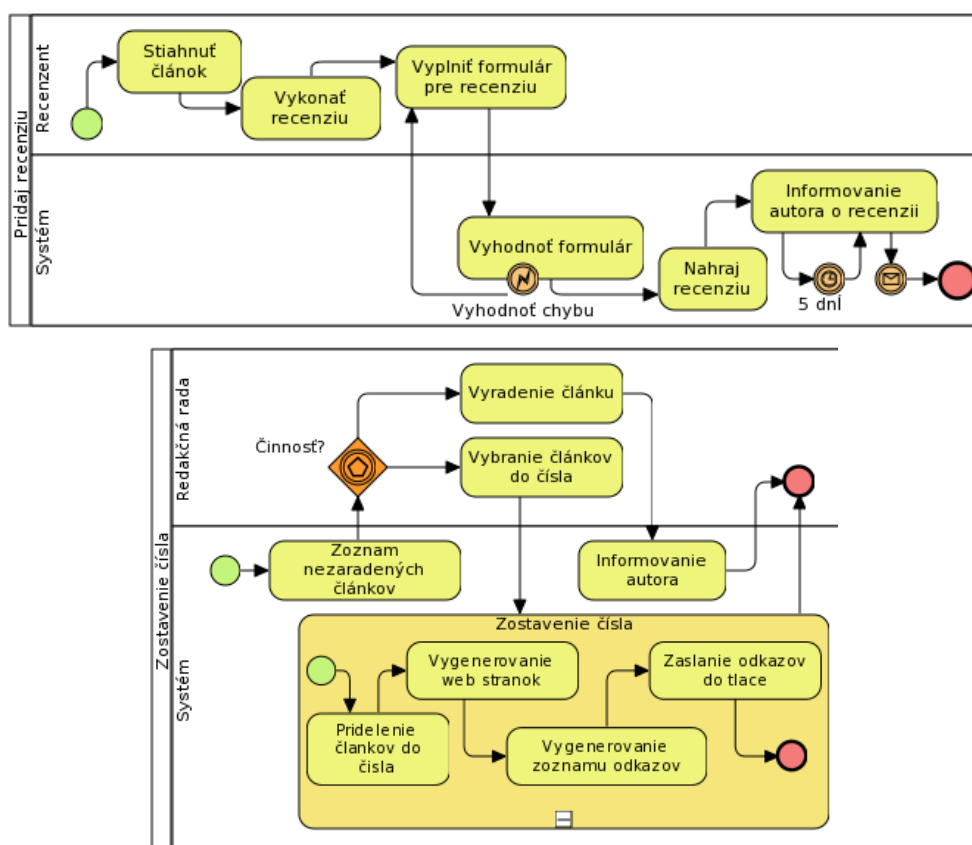 Pridaj recenziu
Recenzent
Stiahnuť
článok
Vykonať
recenziu
Vyplniť formulár
pre recenziu
Systém
Vyhodnoť formulár
Vyhodnoť chybu
Nahraj
recenziu
Informovanie
autora o recenzii
5 dní
Zostavenie čísla
Redakčná rada
Činnosť?
Vyradenie článku
Vybranie článkov
do čísla
Systém
Zoznam
nezaradených
článkov
Informovanie
autora
Zostavenie čísla
Pridelenie
člankov do
čisla
Vygenerovanie
web stranok
Vygenerovanie
zoznamu odkazov
Zaslanie odkazov
do tlace